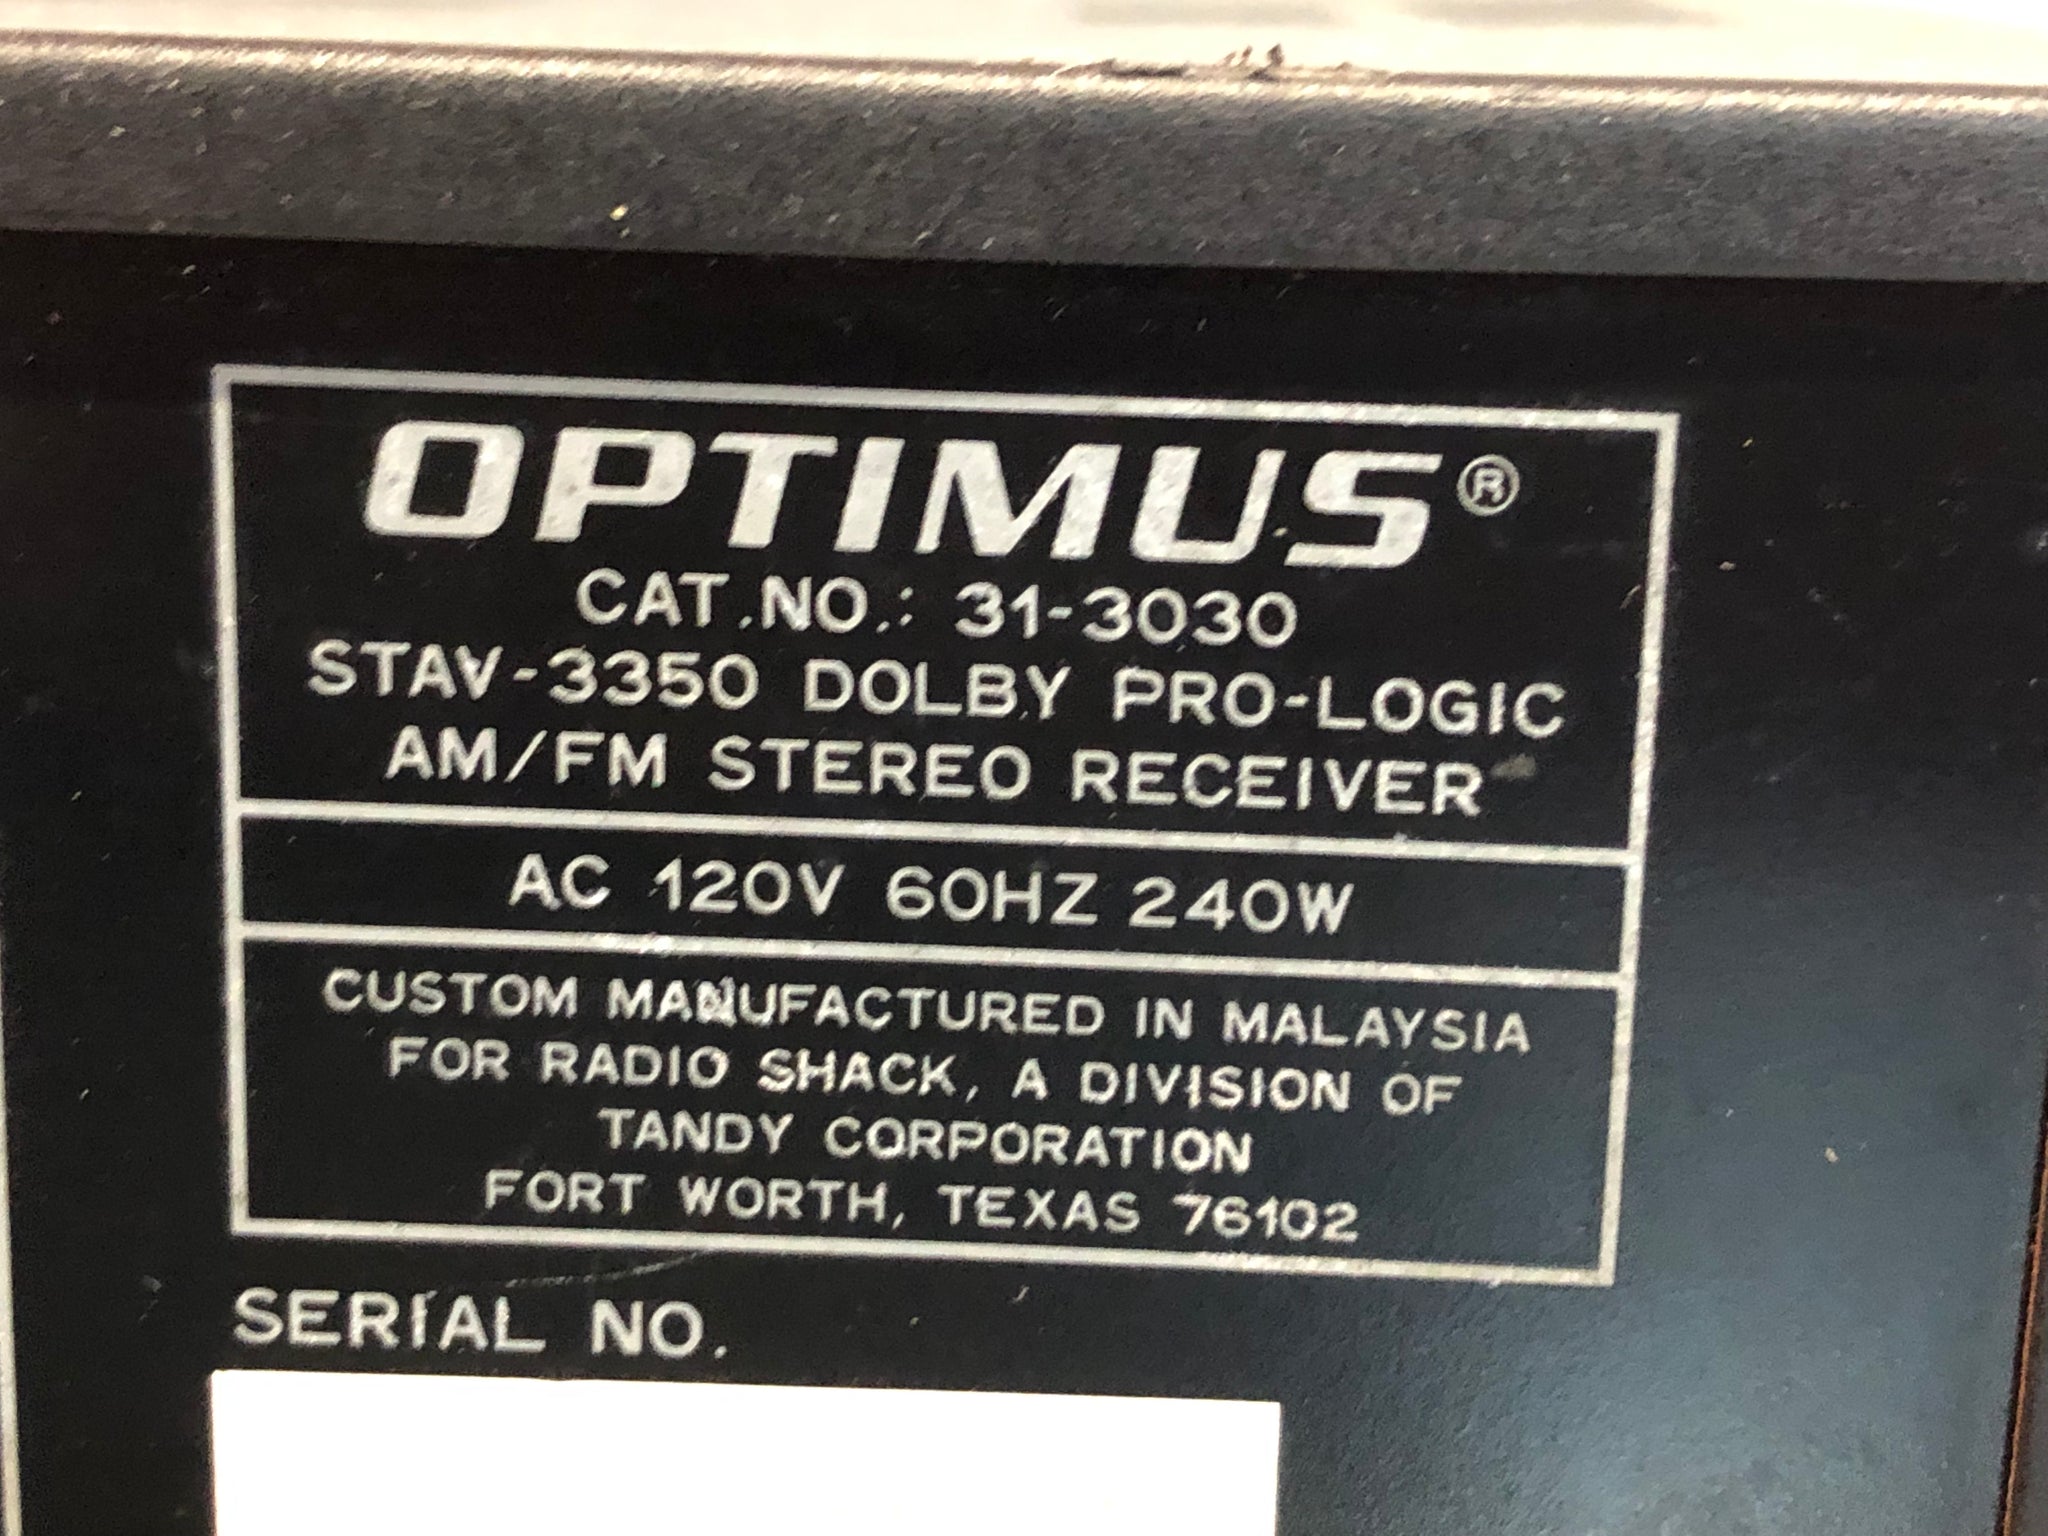 OPTIMUS®
CAT.NO.: 31-3030
STAV-3350 DOLBY PRO-LOGIC
AM/FM STEREO RECEIVER
AC 120V 60HZ 240W
CUSTOM MANUFACTURED IN MALAYSIA
FOR RADIO SHACK, A DIVISION OF
TANDY CORPORATION
FORT WORTH, TEXAS 76102
SERIAL NO.